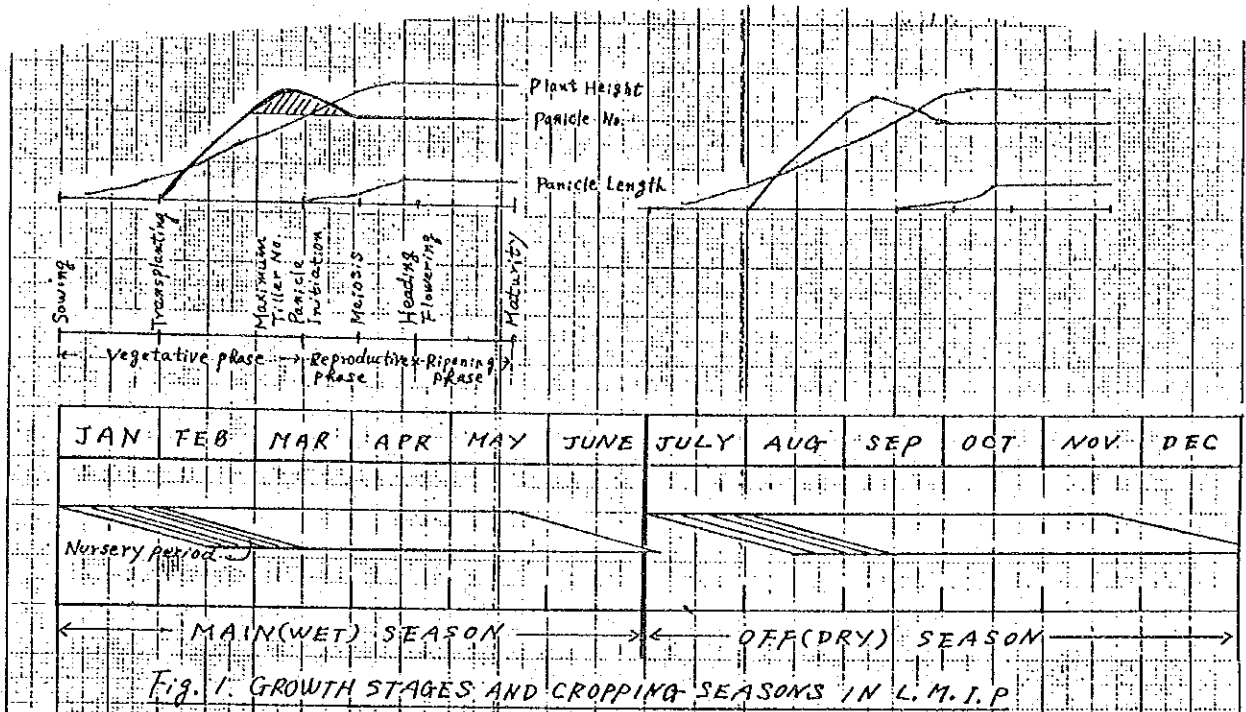 Plant Height
Panicle No.
Panicle Length
Sowing
Transplanting
Maximum
Tiller No.
Panicle
Initiation
Meiosis
Heading
Flowering
Maturity
Vegetative phase
Reproductive
phase
Ripening
phase
JAN FEB MAR APR MAY JUNE JULY AUG SEP OCT NOV DEC
Nursery period
MAIN(WET) SEASON OFF(DRY) SEASON
Fig. 1. GROWTH STAGES AND CROPPING SEASONS IN L.M.I.P